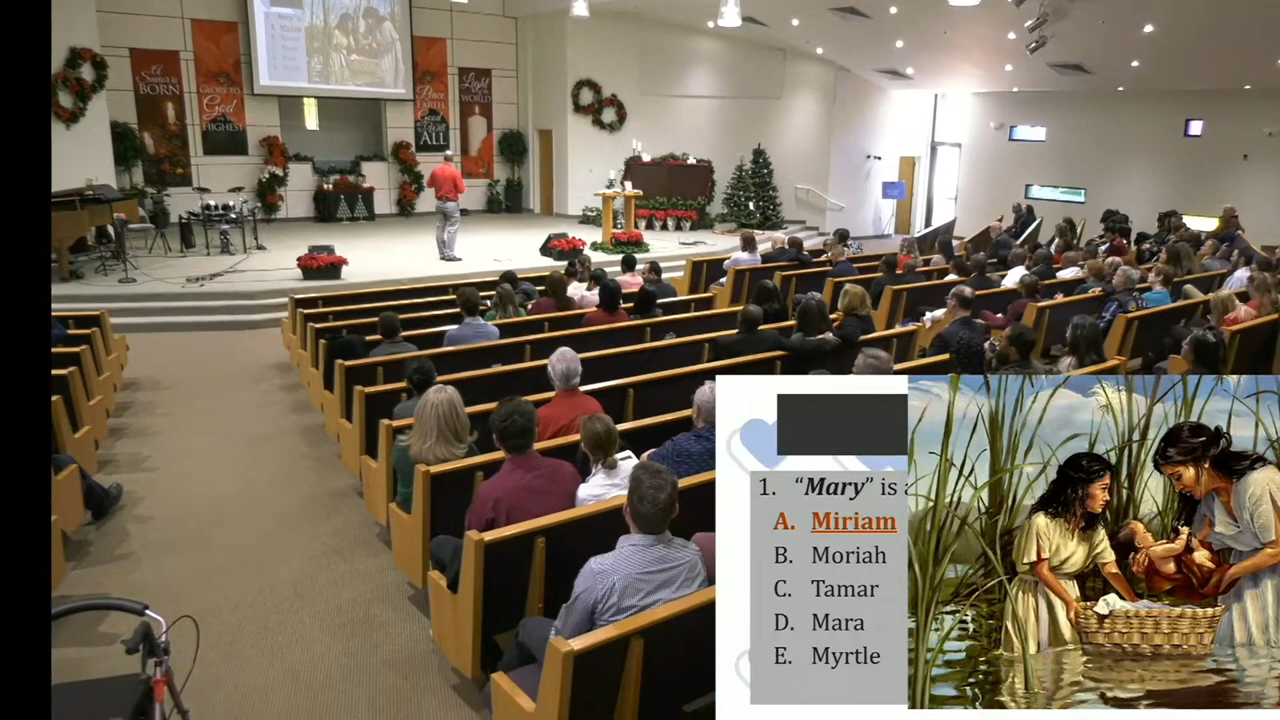 A Saviour is
BORN
GLORY TO
God
IN THE
HIGHEST
Peace
EARTH
Good
Will
ALL
Light
WORLD
1. "Mary" is
A. Miriam
B. Moriah
C. Tamar
D. Mara
E. Myrtle